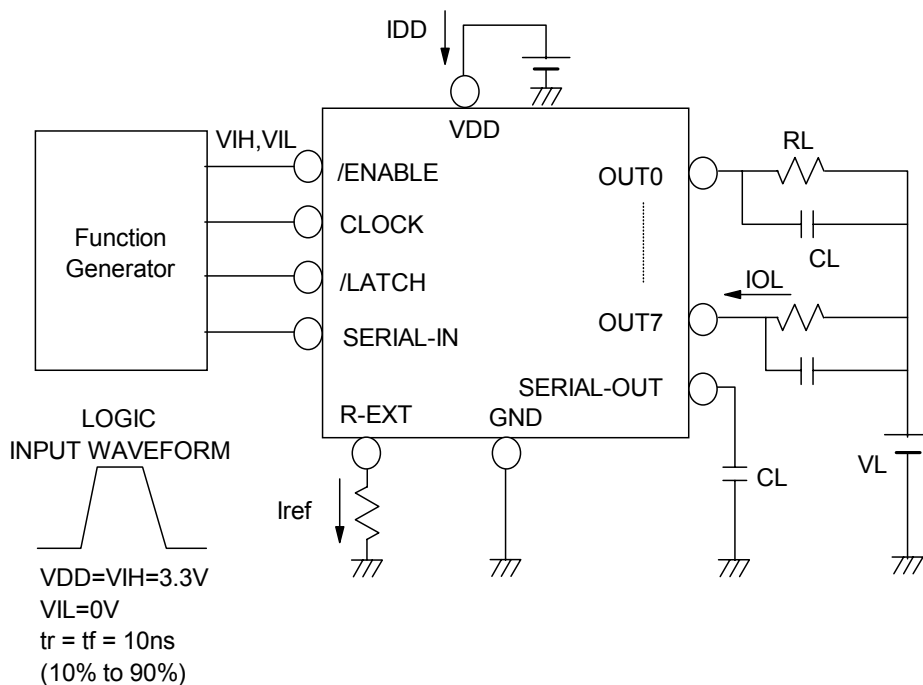 IDD
VDD
VIH,VIL
/ENABLE
CLOCK
/LATCH
SERIAL-IN
Function
Generator
OUT0
RL
CL
IOL
OUT7
SERIAL-OUT
R-EXT
GND
CL
VL
Iref
LOGIC
INPUT WAVEFORM
VDD=VIH=3.3V
VIL=0V
tr = tf = 10ns
(10% to 90%)